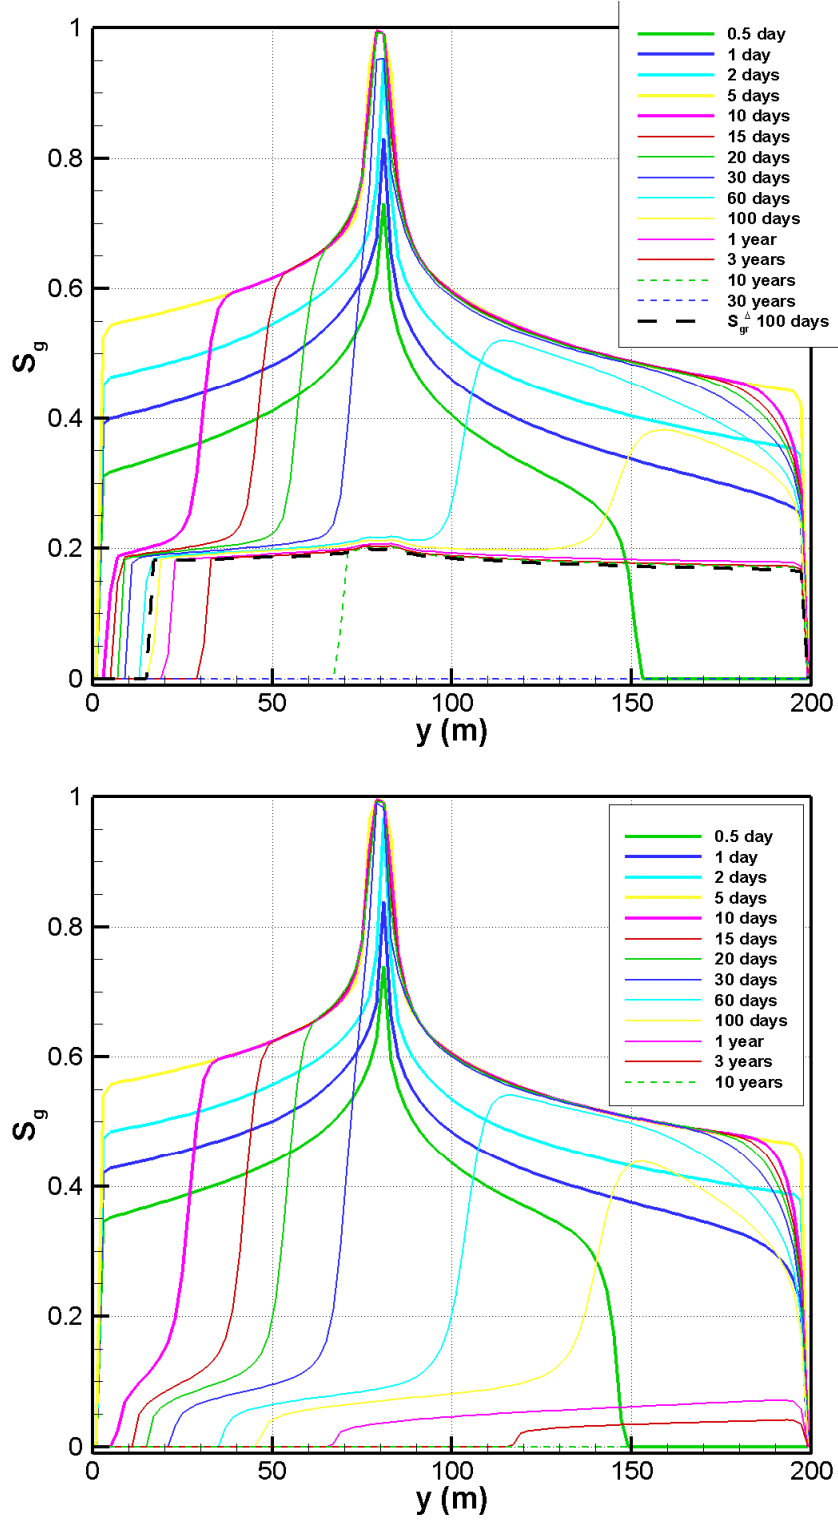 1
0.8
0.6
0.4
0.2
0
S_g
0.5 day
1 day
2 days
5 days
10 days
15 days
20 days
30 days
60 days
100 days
1 year
3 years
10 years
30 years
S_gr^Δ 100 days
0 50 100 150 200
y (m)
1
0.8
0.6
0.4
0.2
0
S_g
0.5 day
1 day
2 days
5 days
10 days
15 days
20 days
30 days
60 days
100 days
1 year
3 years
10 years
0 50 100 150 200
y (m)